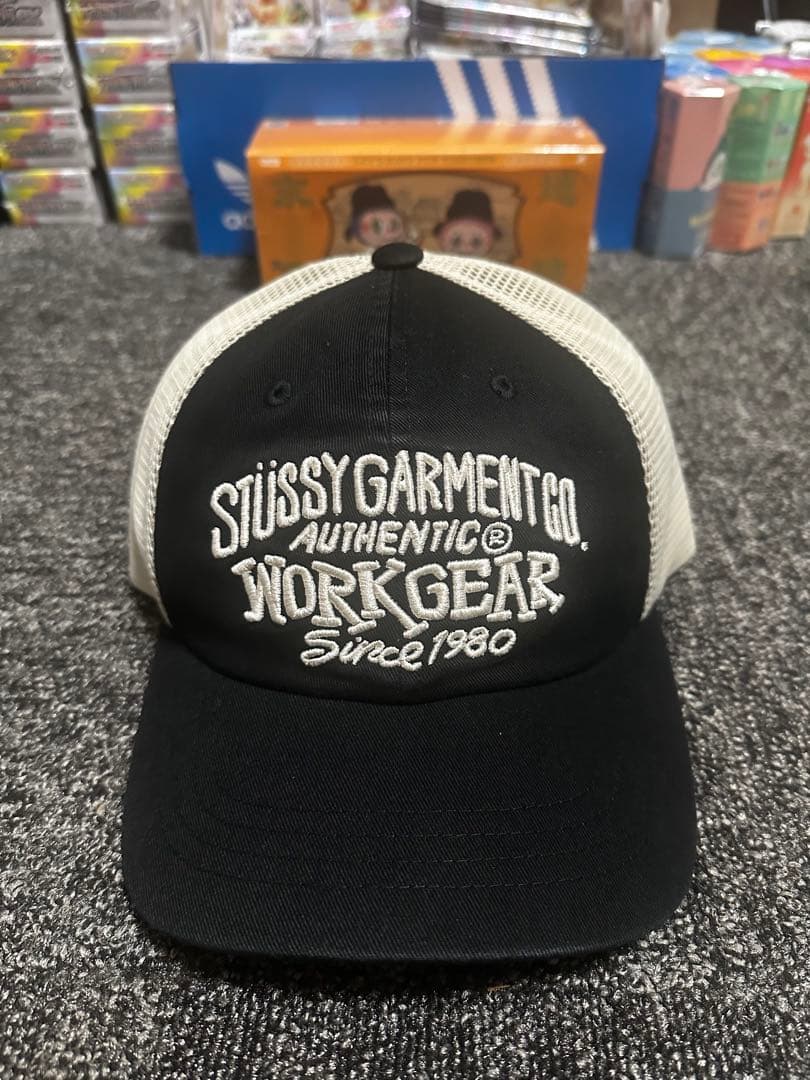 STÜSSY GARMENT CO.
AUTHENTIC®
WORKGEAR,
Since 1980